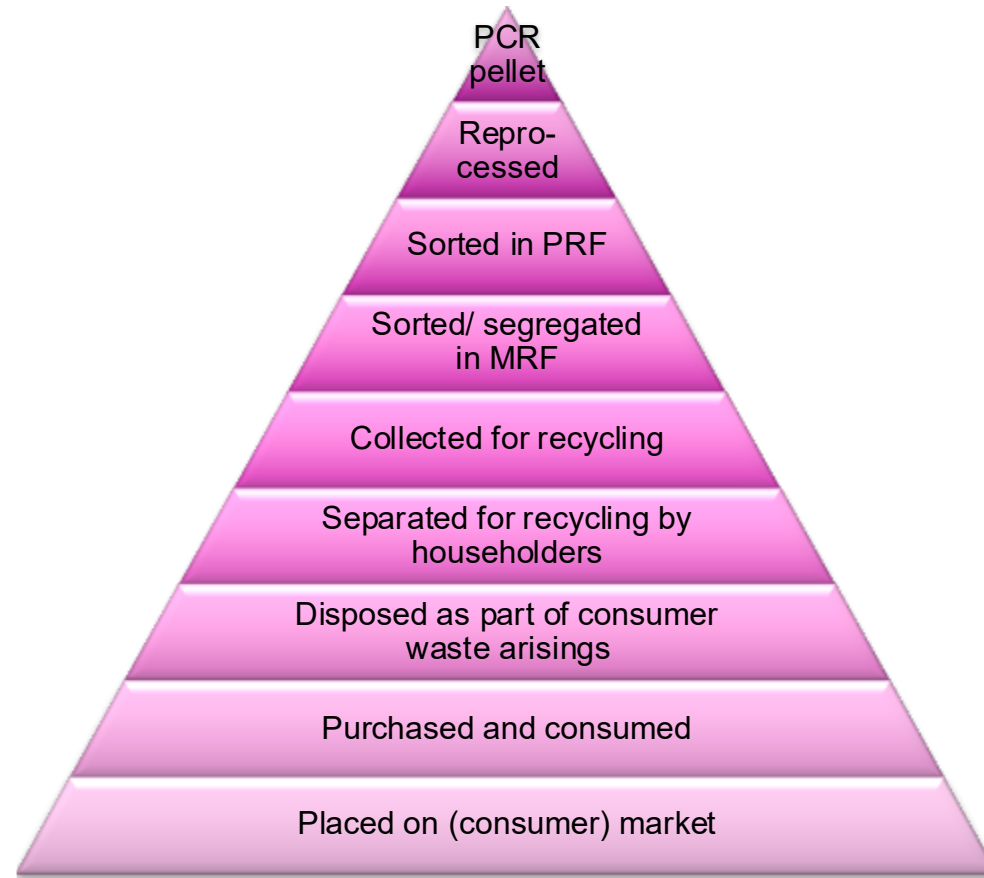 PCR
pellet
Repro-
cessed
Sorted in PRF
Sorted/ segregated
in MRF
Collected for recycling
Separated for recycling by
householders
Disposed as part of consumer
waste arisings
Purchased and consumed
Placed on (consumer) market